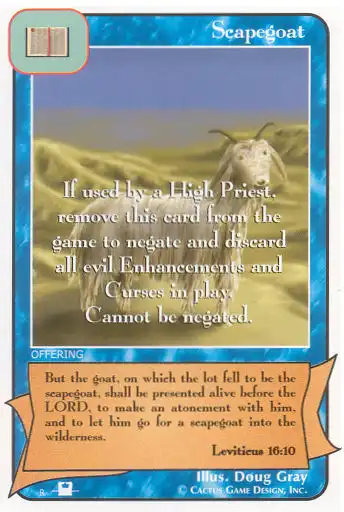 Scapegoat
If used by a High Priest,
remove this card from the
game to negate and discard
all evil Enhancements and
Curses in play.
Cannot be negated.
OFFERING
But the goat, on which the lot fell to be the
scapegoat, shall be presented alive before the
LORD, to make an atonement with him,
and to let him go for a scapegoat into the
wilderness.
Leviticus 16:10
R
Illus. Doug Gray
© CACTUS GAME DESIGN, INC.